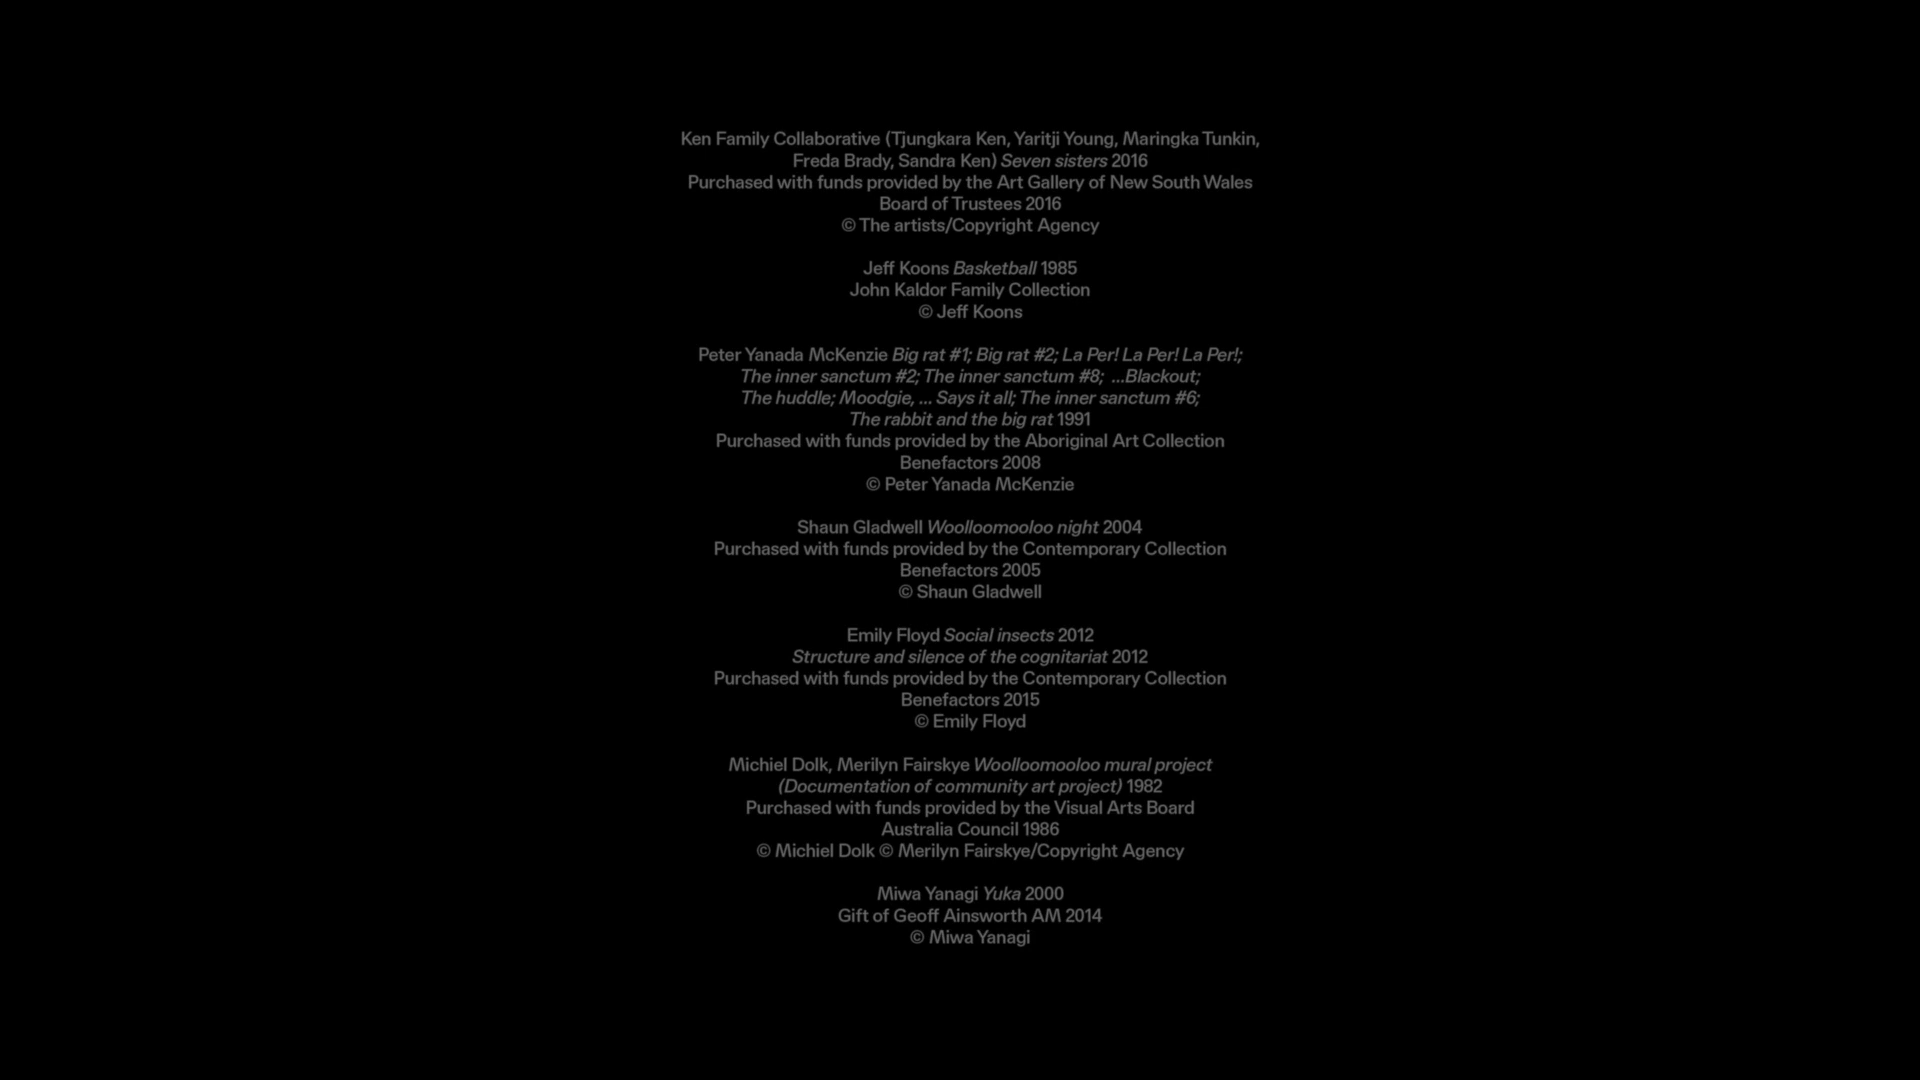 Ken Family Collaborative (Tjungkara Ken, Yaritji Young, Maringka Tunkin,
Freda Brady, Sandra Ken) Seven sisters 2016
Purchased with funds provided by the Art Gallery of New South Wales
Board of Trustees 2016
© The artists/Copyright Agency
Jeff Koons Basketball 1985
John Kaldor Family Collection
© Jeff Koons
Peter Yanada McKenzie Big rat #1; Big rat #2; La Per! La Per! La Per!;
The inner sanctum #2; The inner sanctum #8;  ...Blackout;
The huddle; Moodgie, ... Says it all; The inner sanctum #6;
The rabbit and the big rat 1991
Purchased with funds provided by the Aboriginal Art Collection
Benefactors 2008
© Peter Yanada McKenzie
Shaun Gladwell Woolloomooloo night 2004
Purchased with funds provided by the Contemporary Collection
Benefactors 2005
© Shaun Gladwell
Emily Floyd Social insects 2012
Structure and silence of the cognitariat 2012
Purchased with funds provided by the Contemporary Collection
Benefactors 2015
© Emily Floyd
Michiel Dolk, Merilyn Fairskye Woolloomooloo mural project
(Documentation of community art project) 1982
Purchased with funds provided by the Visual Arts Board
Australia Council 1986
© Michiel Dolk © Merilyn Fairskye/Copyright Agency
Miwa Yanagi Yuka 2000
Gift of Geoff Ainsworth AM 2014
© Miwa Yanagi